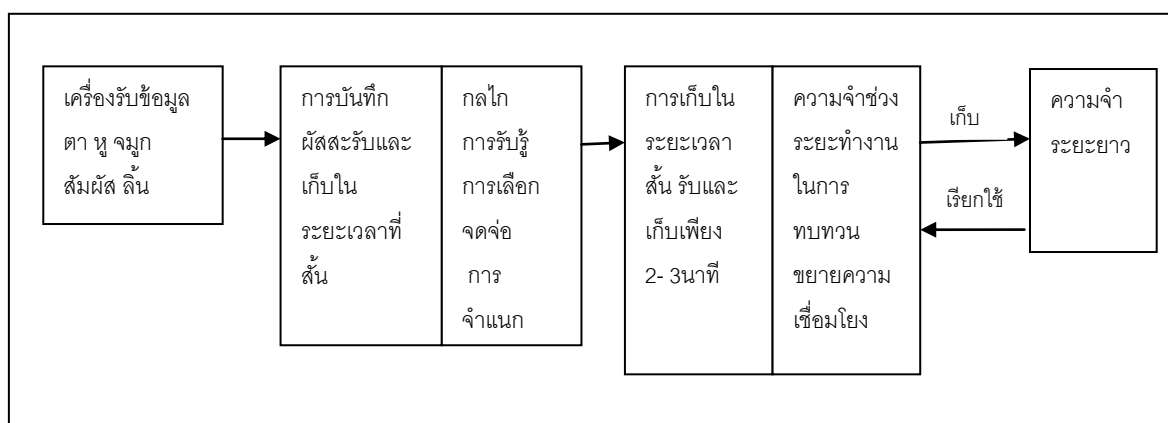 เครื่องรับข้อมูล
ตา หู จมูก
สัมผัส ลิ้น
การบันทึก
ผัสสะรับและ
เก็บใน
ระยะเวลาที่
สั้น
กลไก
การรับรู้
การเลือก
จดจ่อ
การ
จำแนก
การเก็บใน
ระยะเวลา
สั้น รับและ
เก็บเพียง
2- 3นาที
ความจำช่วง
ระยะทำงาน
ในการ
ทบทวน
ขยายความ
เชื่อมโยง
เก็บ
เรียกใช้
ความจำ
ระยะยาว